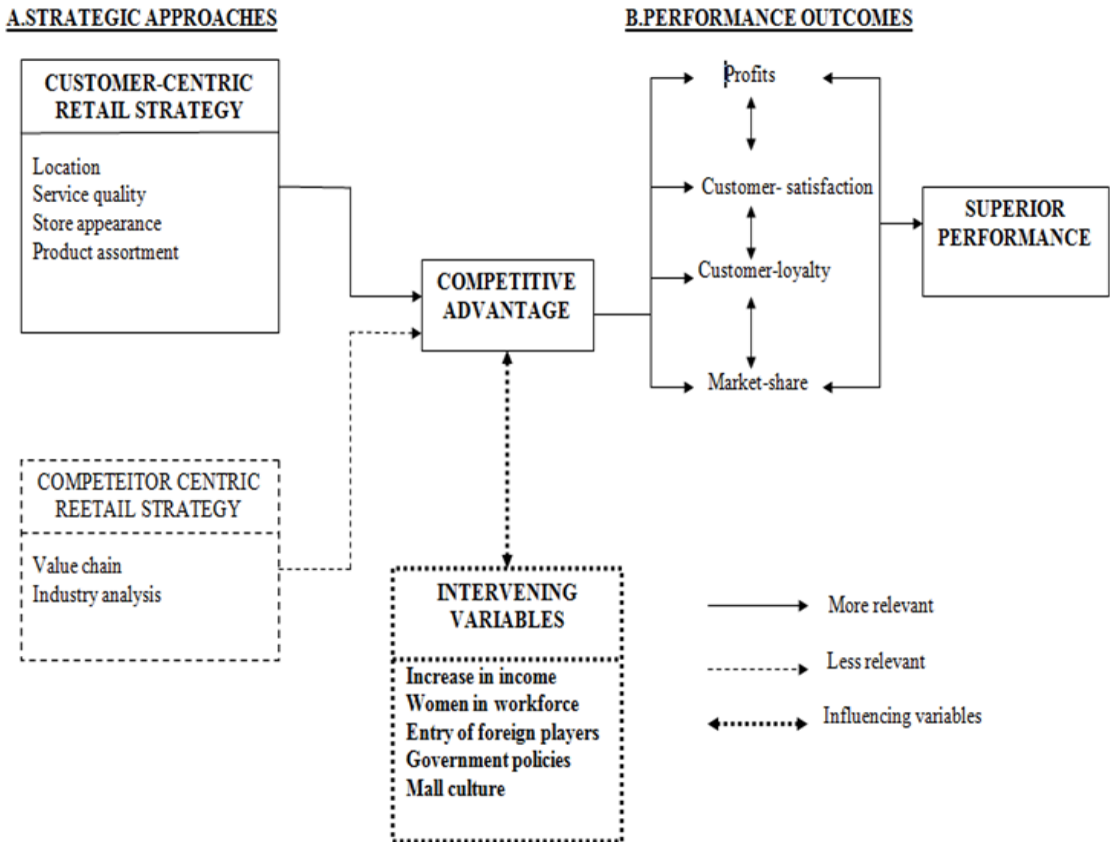 A.STRATEGIC APPROACHES
B.PERFORMANCE OUTCOMES
CUSTOMER-CENTRIC
RETAIL STRATEGY
Location
Service quality
Store appearance
Product assortment
COMPETEITOR CENTRIC
REETAIL STRATEGY
Value chain
Industry analysis
COMPETITIVE
ADVANTAGE
INTERVENING
VARIABLES
Increase in income
Women in workforce
Entry of foreign players
Government policies
Mall culture
Profits
Customer- satisfaction
Customer-loyalty
Market-share
SUPERIOR
PERFORMANCE
More relevant
Less relevant
Influencing variables